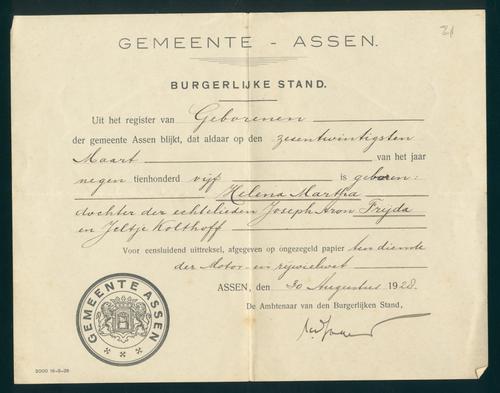 21
GEMEENTE - ASSEN.
BURGERLIJKE STAND.
Uit het register van Geborenen
der gemeente Assen blijkt, dat aldaar op den zesentwintigsten
Maart van het jaar
negen tienhonderd vijf is geboren:
Helena Martha
dochter der echtelieden Joseph Aron Frijda
en Jeltje Kolthoff
Voor eensluidend uittreksel, afgegeven op ongezegeld papier ten dienste
der Motor- en rijwielwet
ASSEN, den 30 Augustus 1928.
De Ambtenaar van den Burgerlijken Stand,
GEMEENTE ASSEN